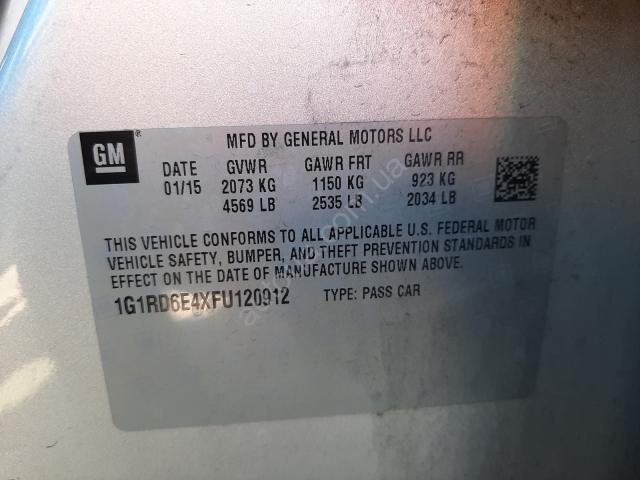 GM
MFD BY GENERAL MOTORS LLC
DATE GVWR GAWR FRT GAWR RR
01/15 2073 KG 1150 KG 923 KG
4569 LB 2535 LB 2034 LB
THIS VEHICLE CONFORMS TO ALL APPLICABLE U.S. FEDERAL MOTOR
VEHICLE SAFETY, BUMPER, AND THEFT PREVENTION STANDARDS IN
EFFECT ON THE DATE OF MANUFACTURE SHOWN ABOVE.
1G1RD6E4XFU120912 TYPE: PASS CAR